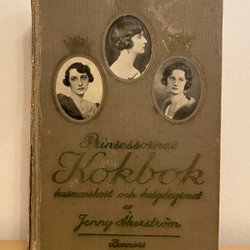 Prinsessornas
Kokbok
husmanskost och helgdagsmat
av
Jenny Åkerström
Bonniers